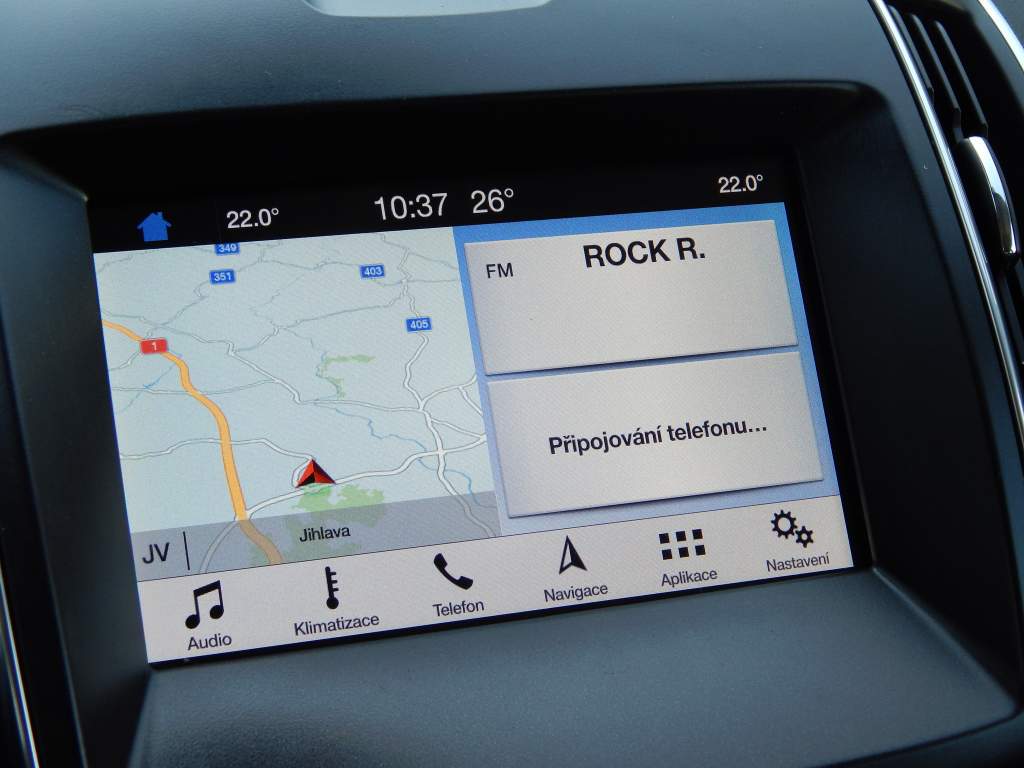 22.0°
10:37 26°
22.0°
349
351
403
405
1
JV
Jihlava
FM
ROCK R.
Připojování telefonu...
Audio
Klimatizace
Telefon
Navigace
Aplikace
Nastavení